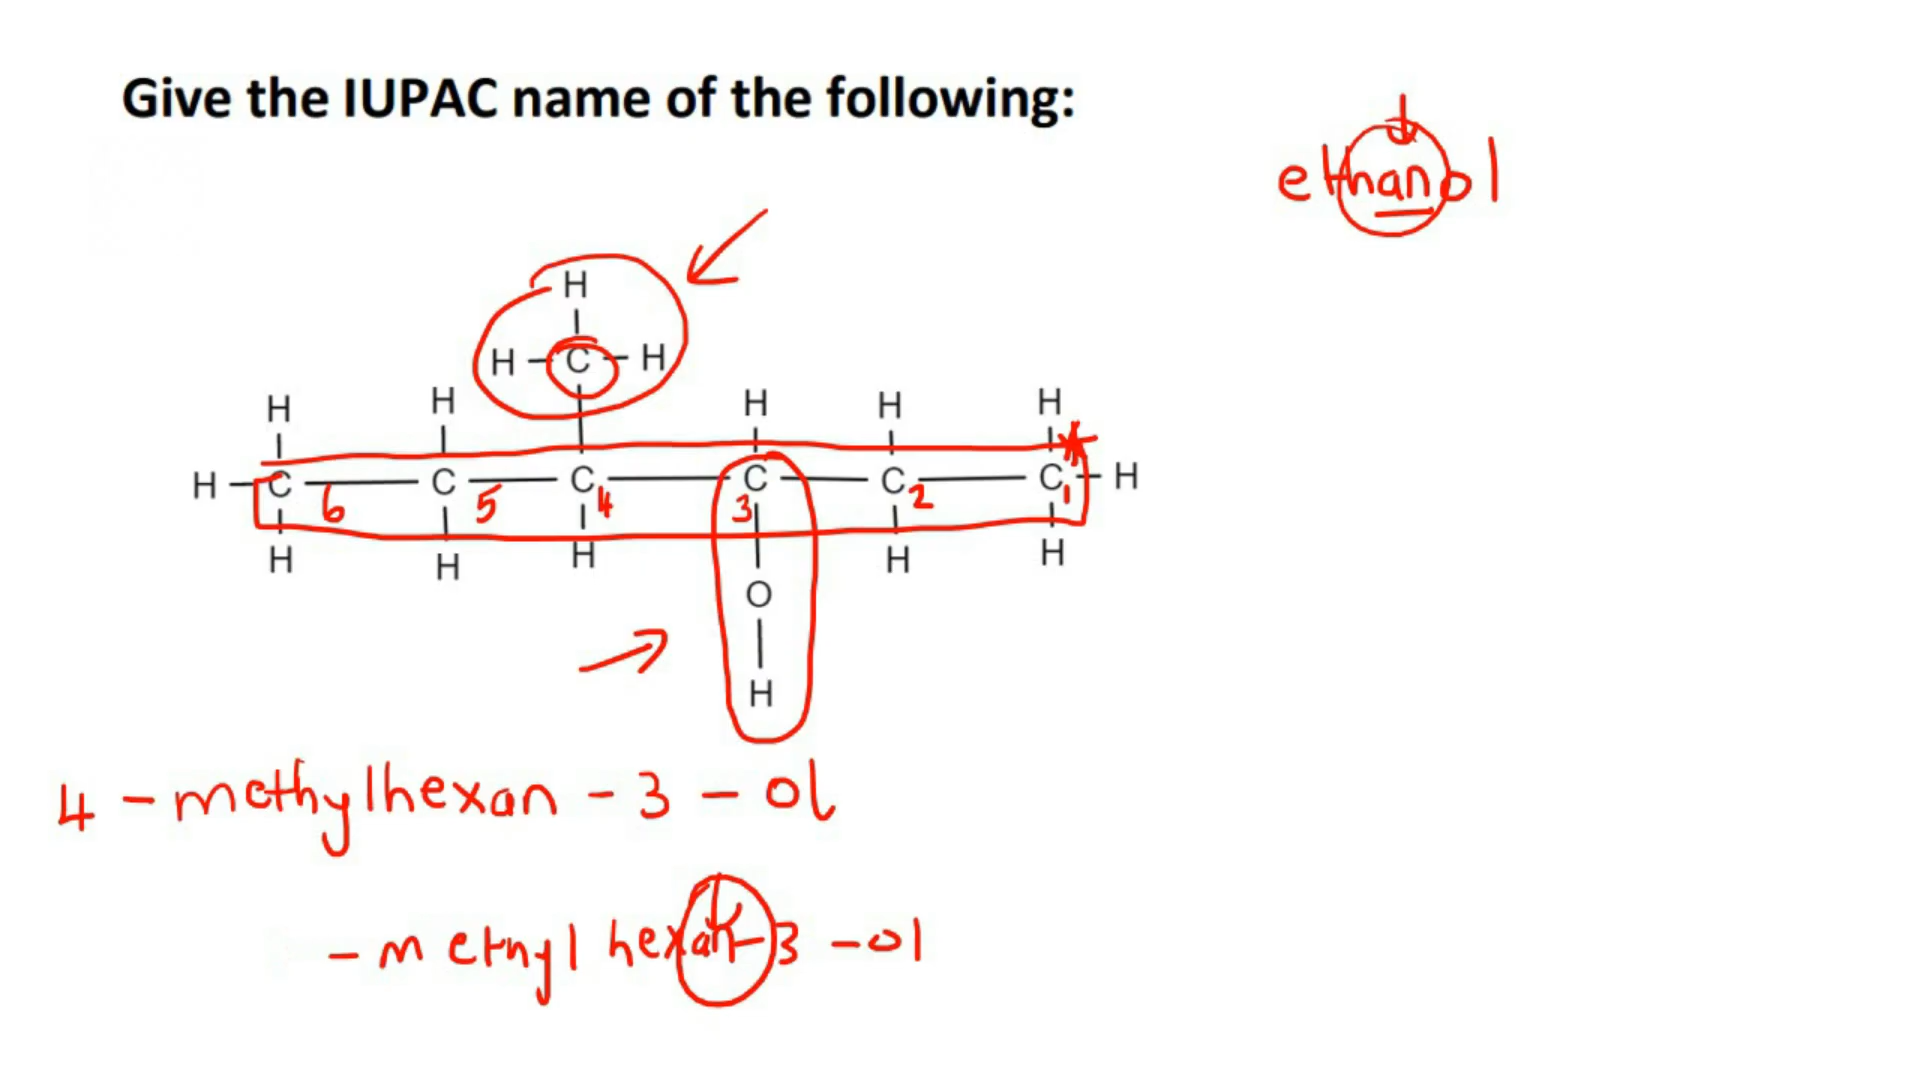 Give the IUPAC name of the following:
ethanol
H
H C H
H H H H H
H C 6 C 5 C 4 C 3 C 2 C 1 H
H H H H H
O
H
4 - methylhexan - 3 - ol
- methyl hexan - 3 - ol